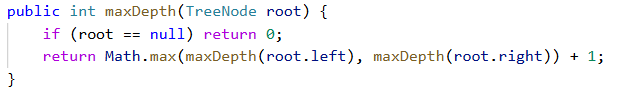 public int maxDepth(TreeNode root) {
    if (root == null) return 0;
    return Math.max(maxDepth(root.left), maxDepth(root.right)) + 1;
}